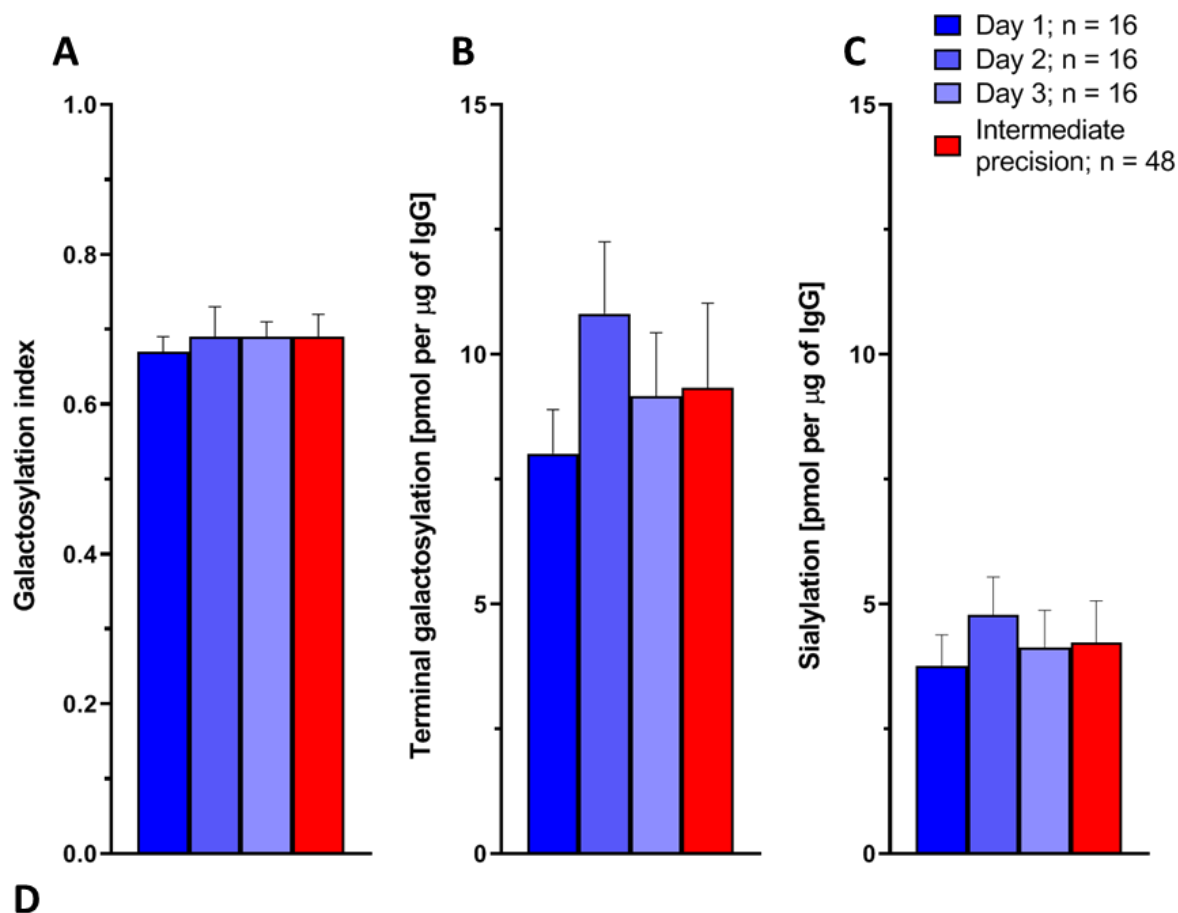 A
B
C
Day 1; n = 16
Day 2; n = 16
Day 3; n = 16
Intermediate
precision; n = 48
Galactosylation index
1.0
0.8
0.6
0.4
0.2
0.0
Terminal galactosylation [pmol per μg of IgG]
15
10
5
0
Sialylation [pmol per μg of IgG]
15
10
5
0
D